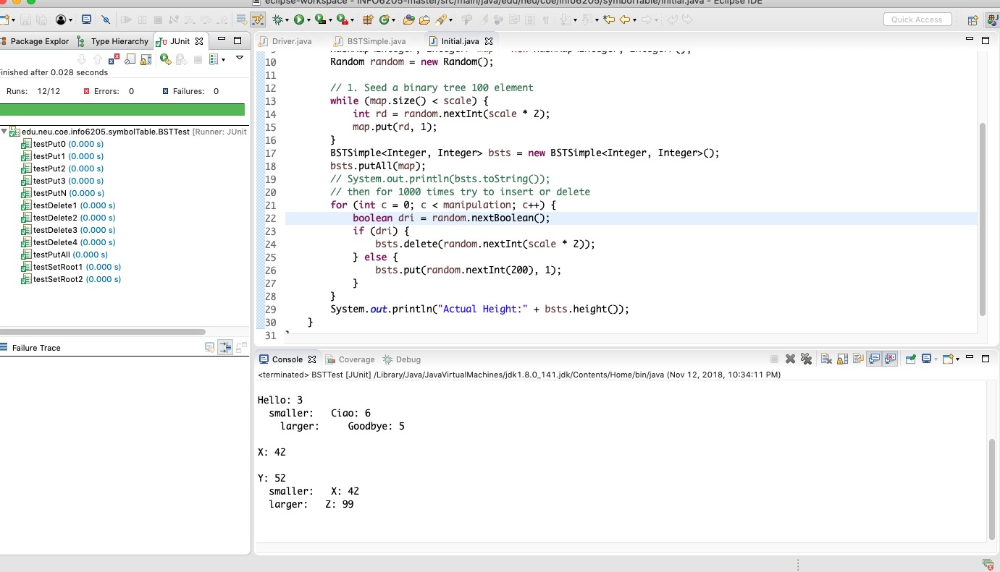 eclipse-workspace - INFO6205-master/src/main/java/edu/neu/coe/info6205/symbolTable/Initial.java - Eclipse IDE
Quick Access
Package Explor
Type Hierarchy
JUnit
Finished after 0.028 seconds
Runs: 12/12
Errors: 0
Failures: 0
edu.neu.coe.info6205.symbolTable.BSTTest [Runner: JUnit
testPut0 (0.000 s)
testPut1 (0.000 s)
testPut2 (0.000 s)
testPut3 (0.000 s)
testPutN (0.000 s)
testDelete1 (0.000 s)
testDelete2 (0.000 s)
testDelete3 (0.000 s)
testDelete4 (0.000 s)
testPutAll (0.000 s)
testSetRoot1 (0.000 s)
testSetRoot2 (0.000 s)
Failure Trace
Driver.java
BSTSimple.java
Initial.java
9 HashMap<Integer, Integer> map = new HashMap<Integer, Integer>();
10 Random random = new Random();
11
12 // 1. Seed a binary tree 100 element
13 while (map.size() < scale) {
14 int rd = random.nextInt(scale * 2);
15 map.put(rd, 1);
16 }
17 BSTSimple<Integer, Integer> bsts = new BSTSimple<Integer, Integer>();
18 bsts.putAll(map);
19 // System.out.println(bsts.toString());
20 // then for 1000 times try to insert or delete
21 for (int c = 0; c < manipulation; c++) {
22 boolean dri = random.nextBoolean();
23 if (dri) {
24 bsts.delete(random.nextInt(scale * 2));
25 } else {
26 bsts.put(random.nextInt(200), 1);
27 }
28 }
29 System.out.println("Actual Height:" + bsts.height());
30 }
31 }
Console
Coverage
Debug
<terminated> BSTTest [JUnit] /Library/Java/JavaVirtualMachines/jdk1.8.0_141.jdk/Contents/Home/bin/java (Nov 12, 2018, 10:34:11 PM)
Hello: 3
smaller: Ciao: 6
larger: Goodbye: 5
X: 42
Y: 52
smaller: X: 42
larger: Z: 99